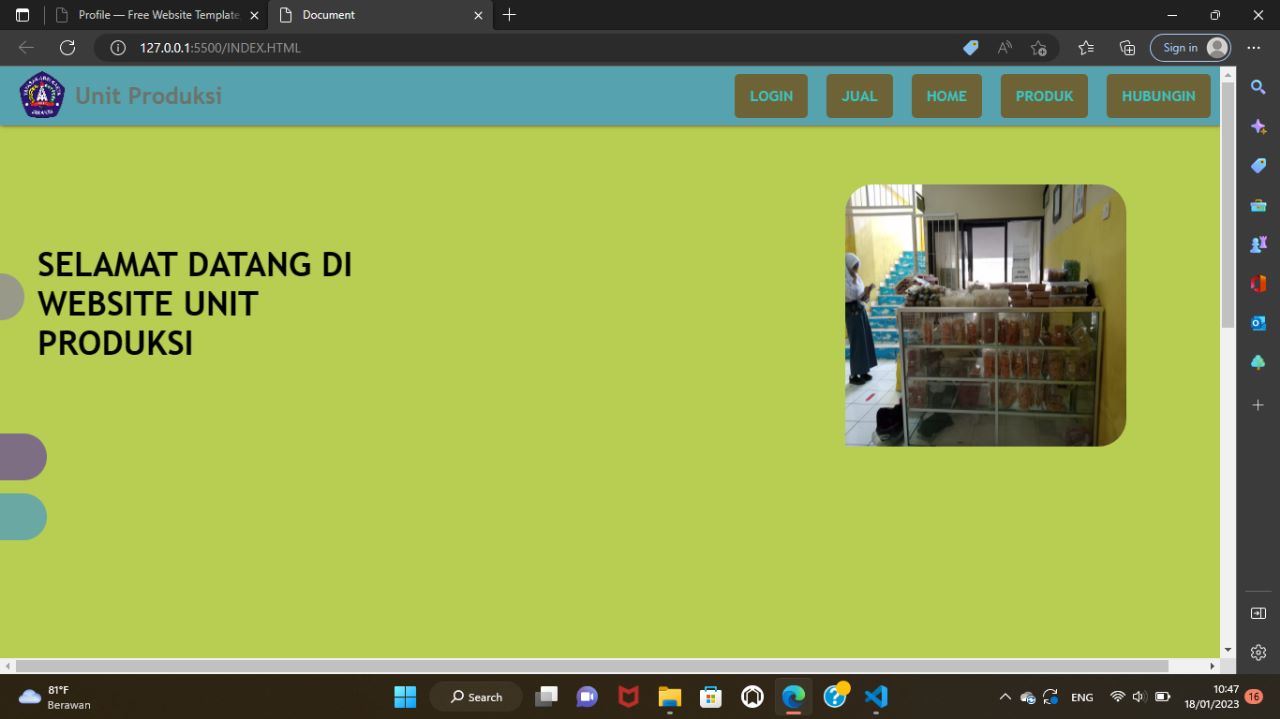 Profile — Free Website Template,
Document
127.0.0.1:5500/INDEX.HTML
Sign in
Unit Produksi
LOGIN
JUAL
HOME
PRODUK
HUBUNGIN
SELAMAT DATANG DI
WEBSITE UNIT
PRODUKSI
81°F
Berawan
Search
ENG
10:47
18/01/2023
16